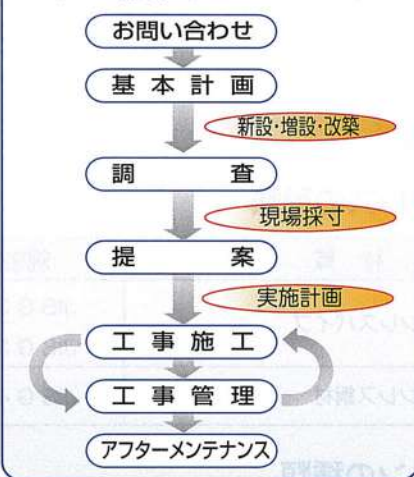 お問い合わせ
基本計画
新設・増設・改築
調査
現場採寸
提案
実施計画
工事施工
工事管理
アフターメンテナンス